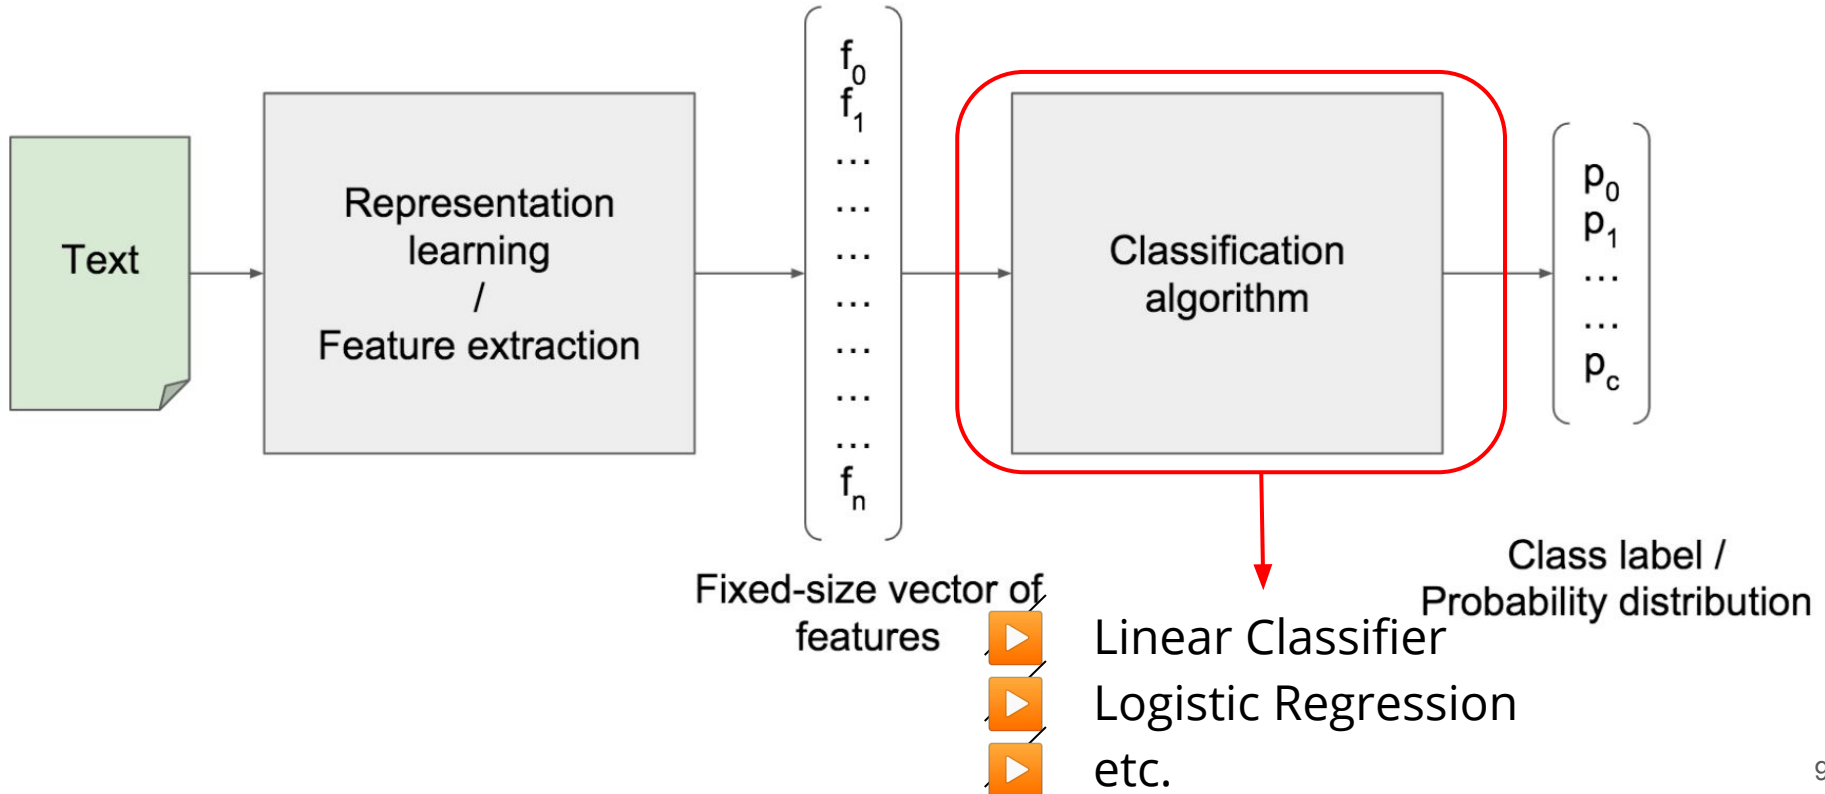 Text
Representation
learning
/
Feature extraction
f0
f1
...
...
...
...
...
...
...
fn
Fixed-size vector of
features
Classification
algorithm
p0
p1
...
...
pc
Class label /
Probability distribution
Linear Classifier
Logistic Regression
etc.
9